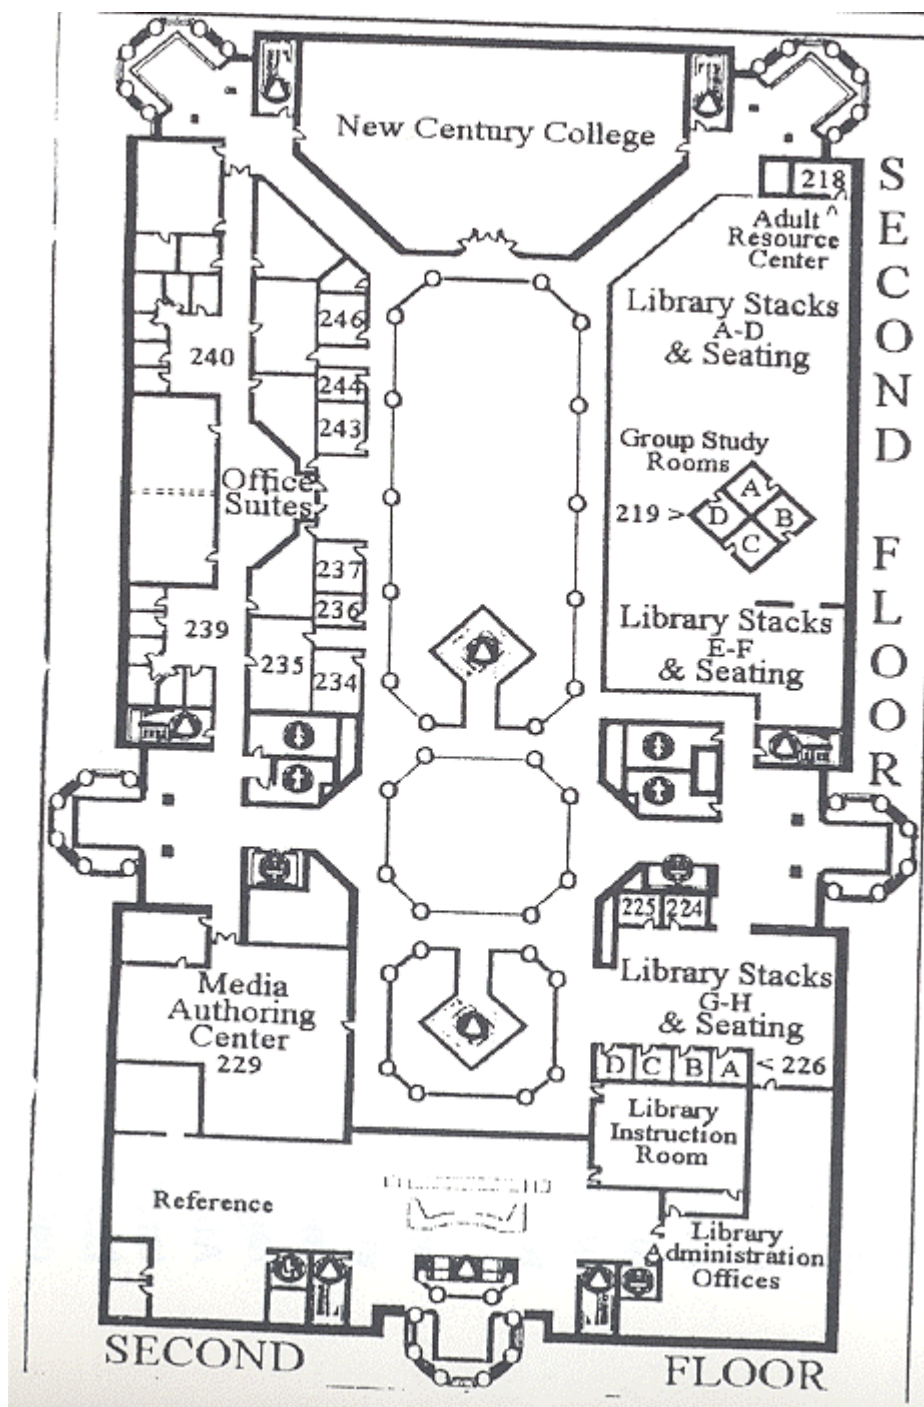 New Century College
218
Adult
Resource
Center
Library Stacks
A-D
& Seating
246
240
244
243
Group Study
Rooms
A
D
B
C
219 >
Office
Suites
237
236
239
235
234
Library Stacks
E-F
& Seating
225
224
Library Stacks
G-H
& Seating
Media
Authoring
Center
229
D
C
B
A
< 226
Library
Instruction
Room
Reference
Library
Administration
Offices
SECOND
FLOOR
SECOND FLOOR